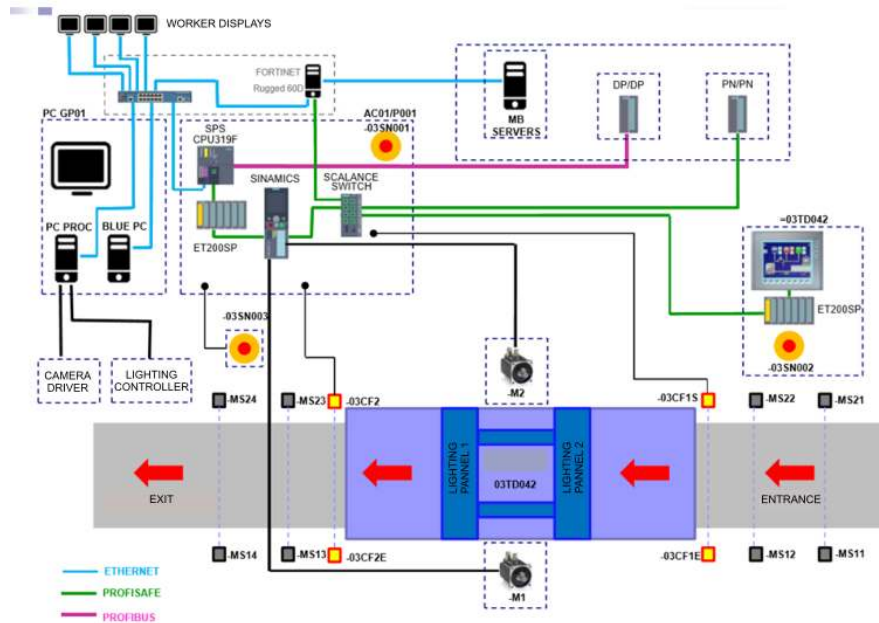 WORKER DISPLAYS
FORTINET
Rugged 60D
DP/DP
PN/PN
MB
SERVERS
PC GP01
AC01/P001
-03SN001
SPS
CPU319F
SINAMICS
SCALANCE
SWITCH
PC PROC
BLUE PC
ET200SP
=03TD042
ET200SP
-03SN003
-03SN002
CAMERA
DRIVER
LIGHTING
CONTROLLER
-M2
-MS24
-MS23
-03CF2
-03CF1S
-MS22
-MS21
LIGHTING
PANNEL 1
LIGHTING
PANNEL 2
03TD042
EXIT
ENTRANCE
-MS14
-MS13
-03CF2E
-03CF1E
-MS12
-MS11
-M1
ETHERNET
PROFISAFE
PROFIBUS